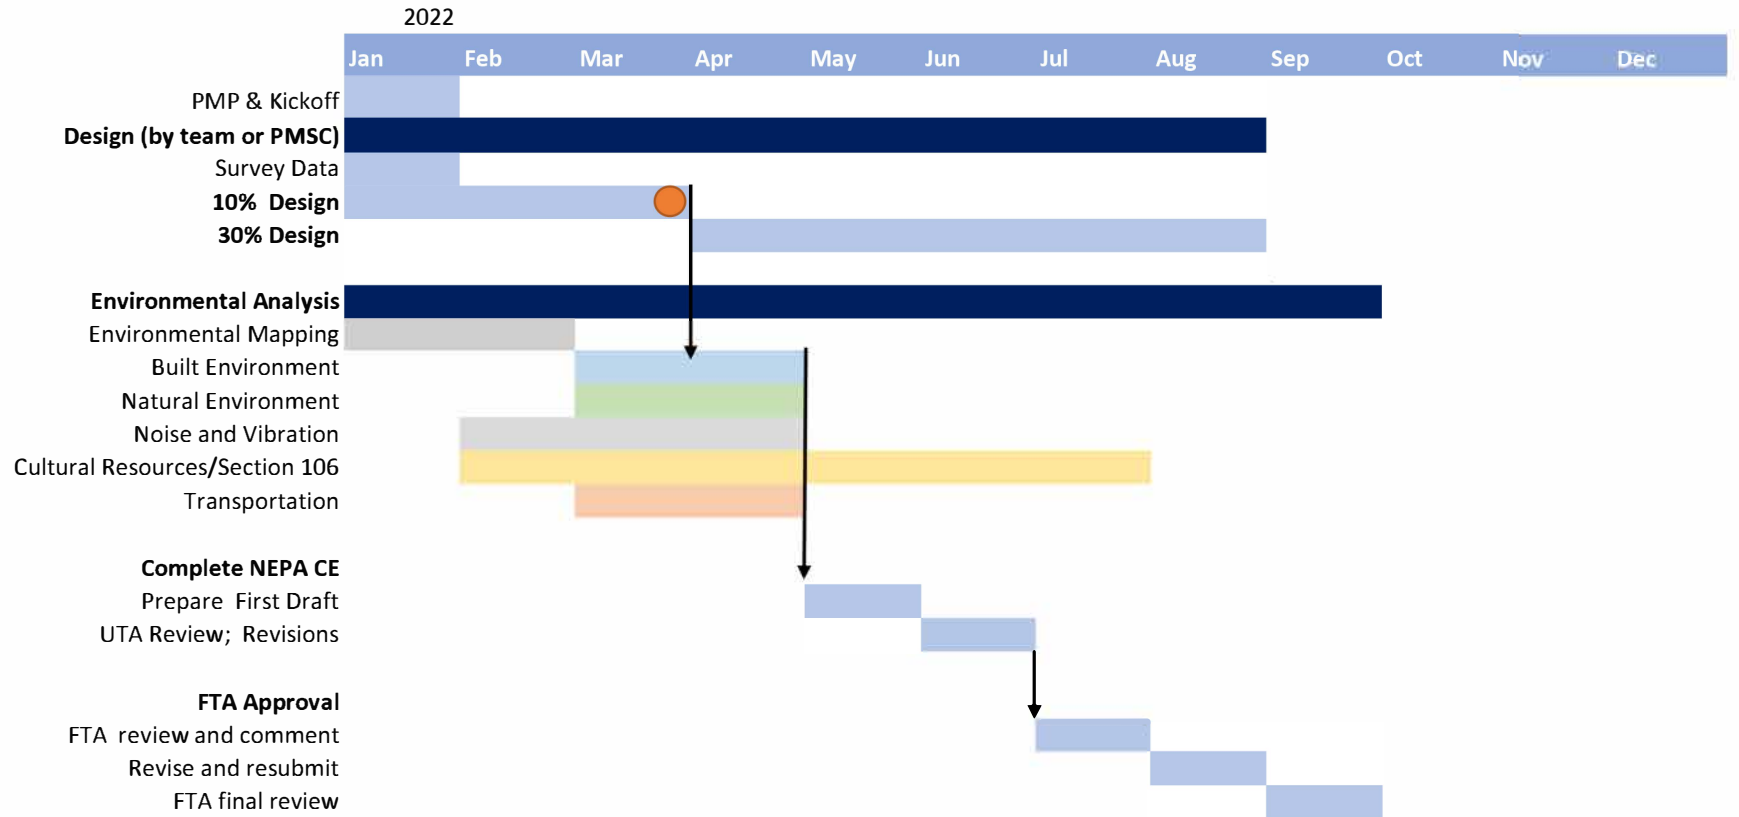 2022
Jan Feb Mar Apr May Jun Jul Aug Sep Oct Nov Dec
PMP & Kickoff
Design (by team or PMSC)
Survey Data
10% Design
30% Design
Environmental Analysis
Environmental Mapping
Built Environment
Natural Environment
Noise and Vibration
Cultural Resources/Section 106
Transportation
Complete NEPA CE
Prepare First Draft
UTA Review; Revisions
FTA Approval
FTA review and comment
Revise and resubmit
FTA final review